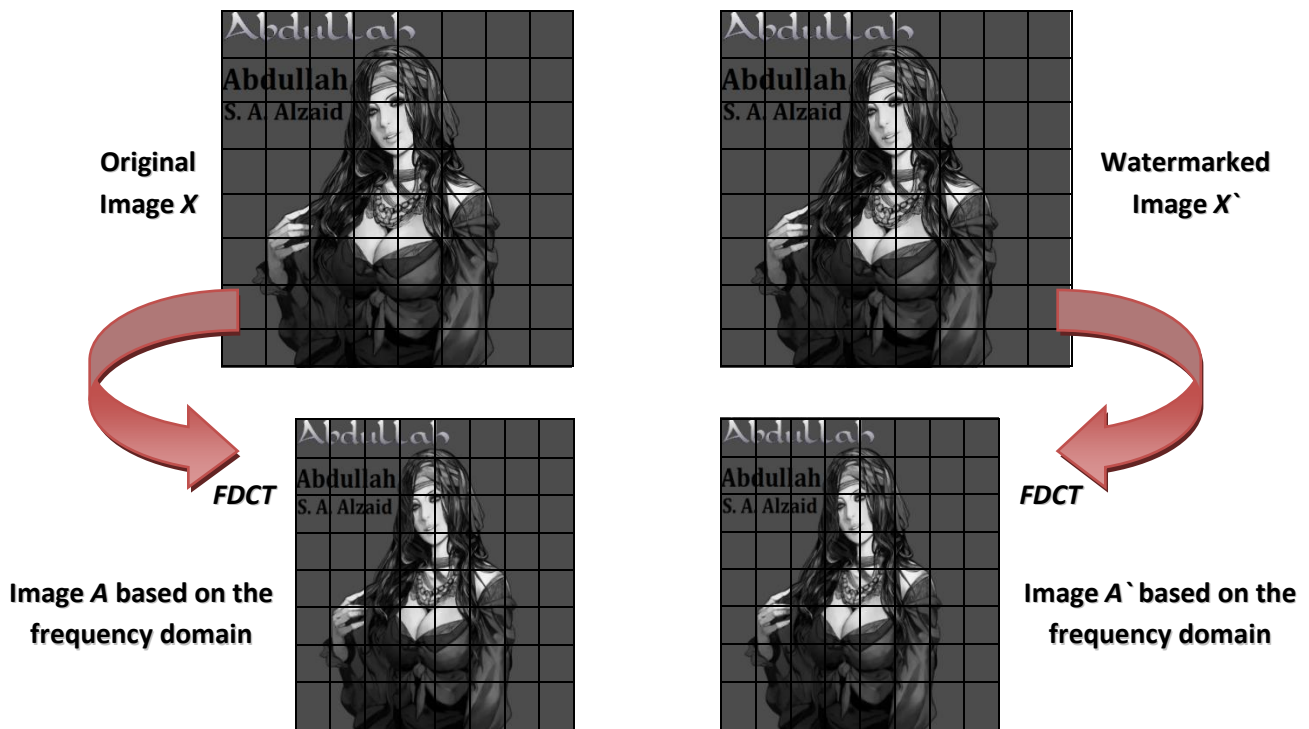 Abdullah
Abdullah
S. A. Alzaid
Original
Image X
Abdullah
Abdullah
S. A. Alzaid
Watermarked
Image X`
Abdullah
Abdullah
S. A. Alzaid
FDCT
Image A based on the
frequency domain
Abdullah
Abdullah
S. A. Alzaid
FDCT
Image A` based on the
frequency domain